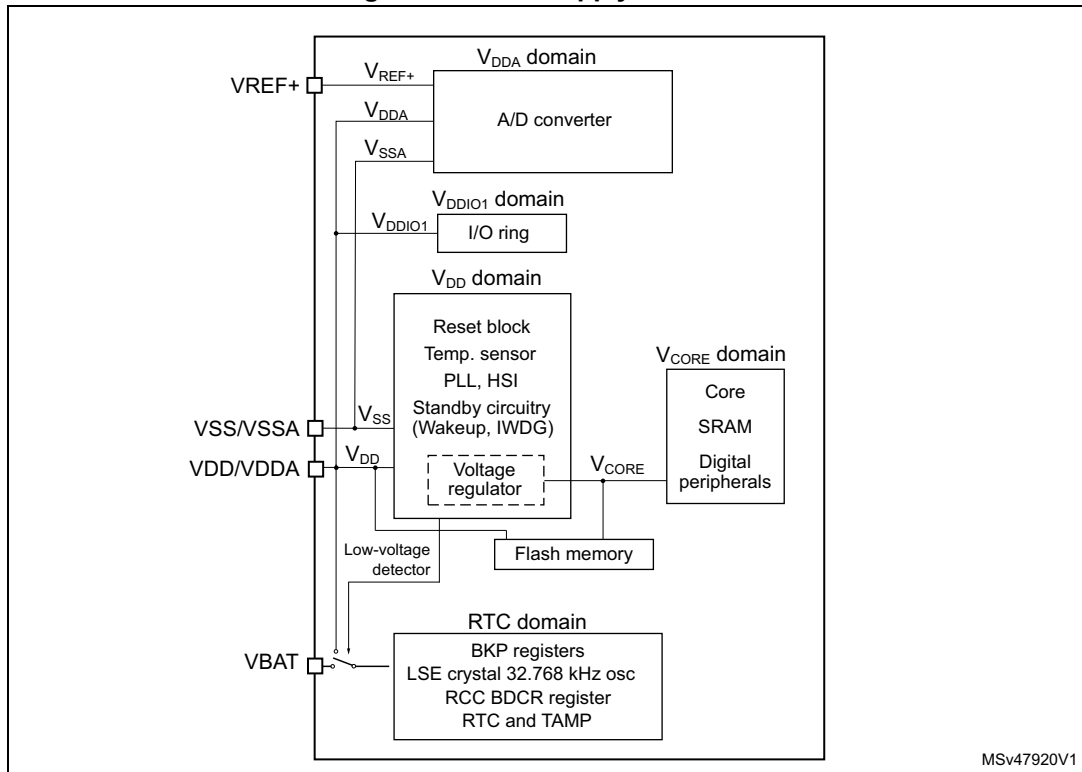 VDDA domain
VREF+
VREF+
VDDA
A/D converter
VSSA
VDDIO1 domain
VDDIO1
I/O ring
VDD domain
Reset block
Temp. sensor
PLL, HSI
Standby circuitry
(Wakeup, IWDG)
Voltage
regulator
VCORE domain
Core
SRAM
Digital
peripherals
VSS/VSSA
VSS
VDD/VDDA
VDD
VCORE
Low-voltage
detector
Flash memory
RTC domain
VBAT
BKP registers
LSE crystal 32.768 kHz osc
RCC BDCR register
RTC and TAMP
MSv47920V1